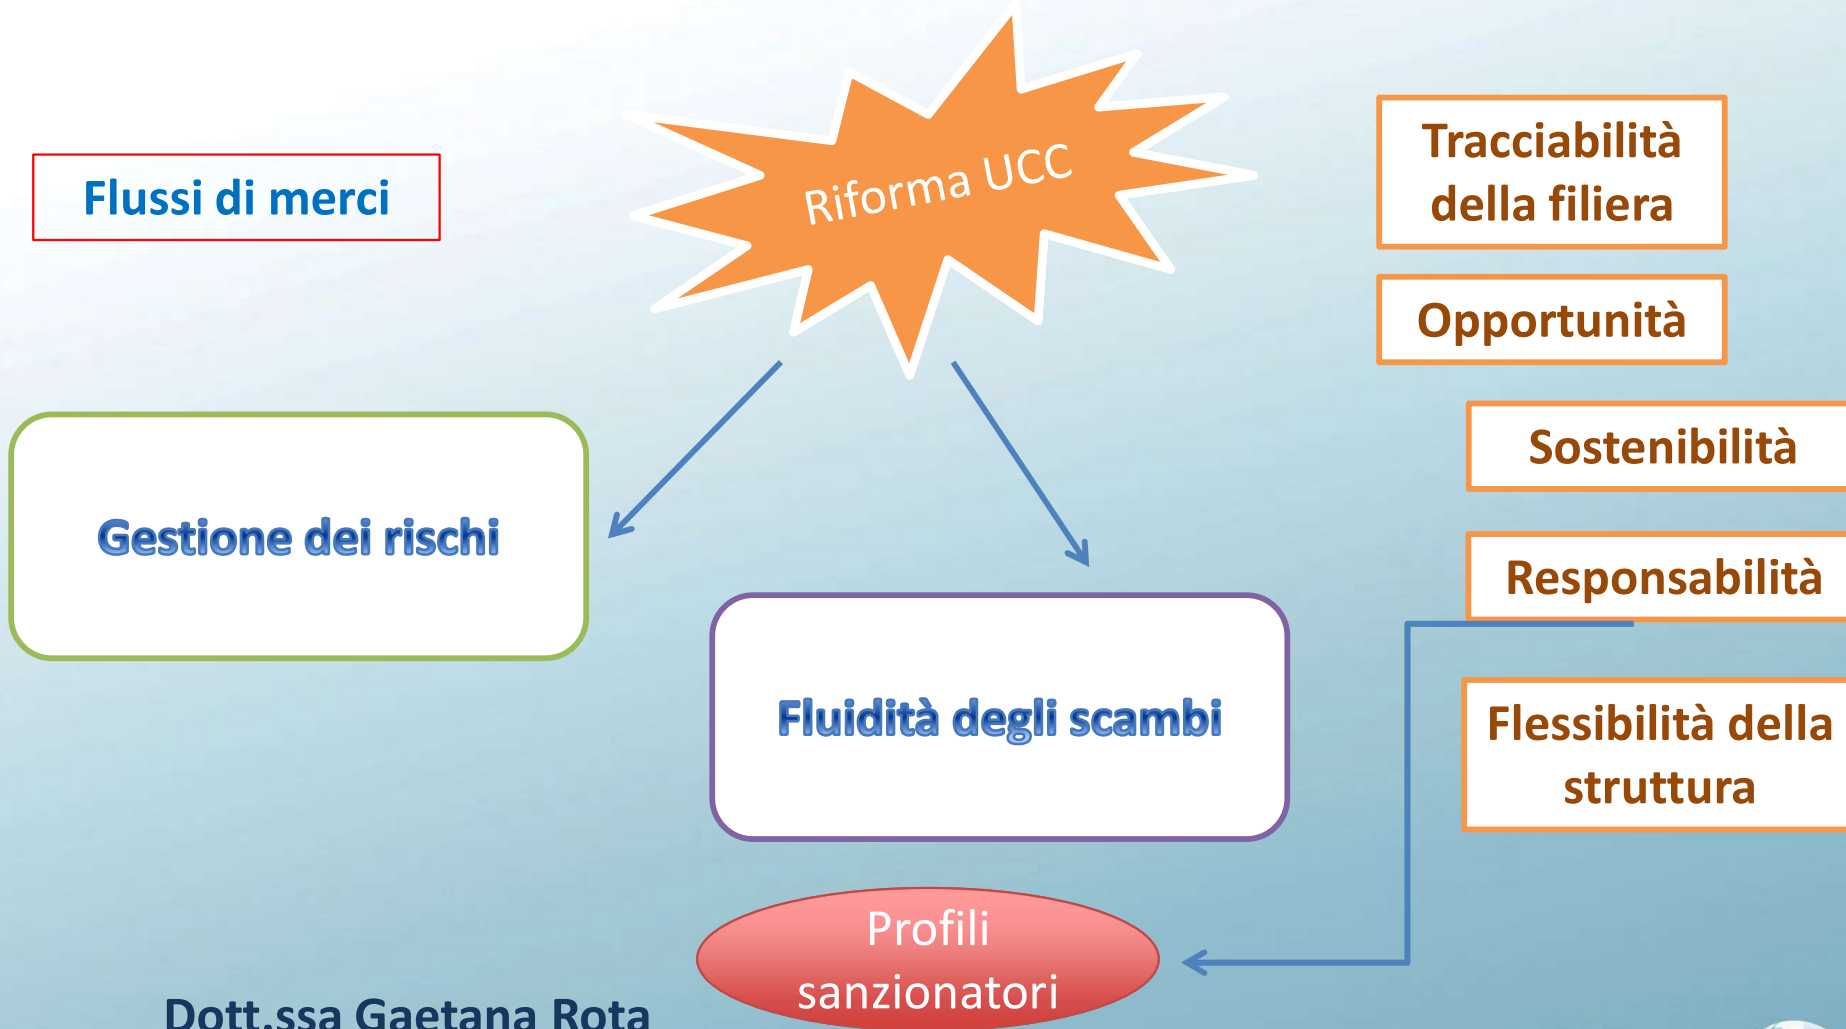 Flussi di merci
Riforma UCC
Tracciabilità
della filiera
Opportunità
Sostenibilità
Responsabilità
Flessibilità della
struttura
Gestione dei rischi
Fluidità degli scambi
Profili
sanzionatori
Dott.ssa Gaetana Rota